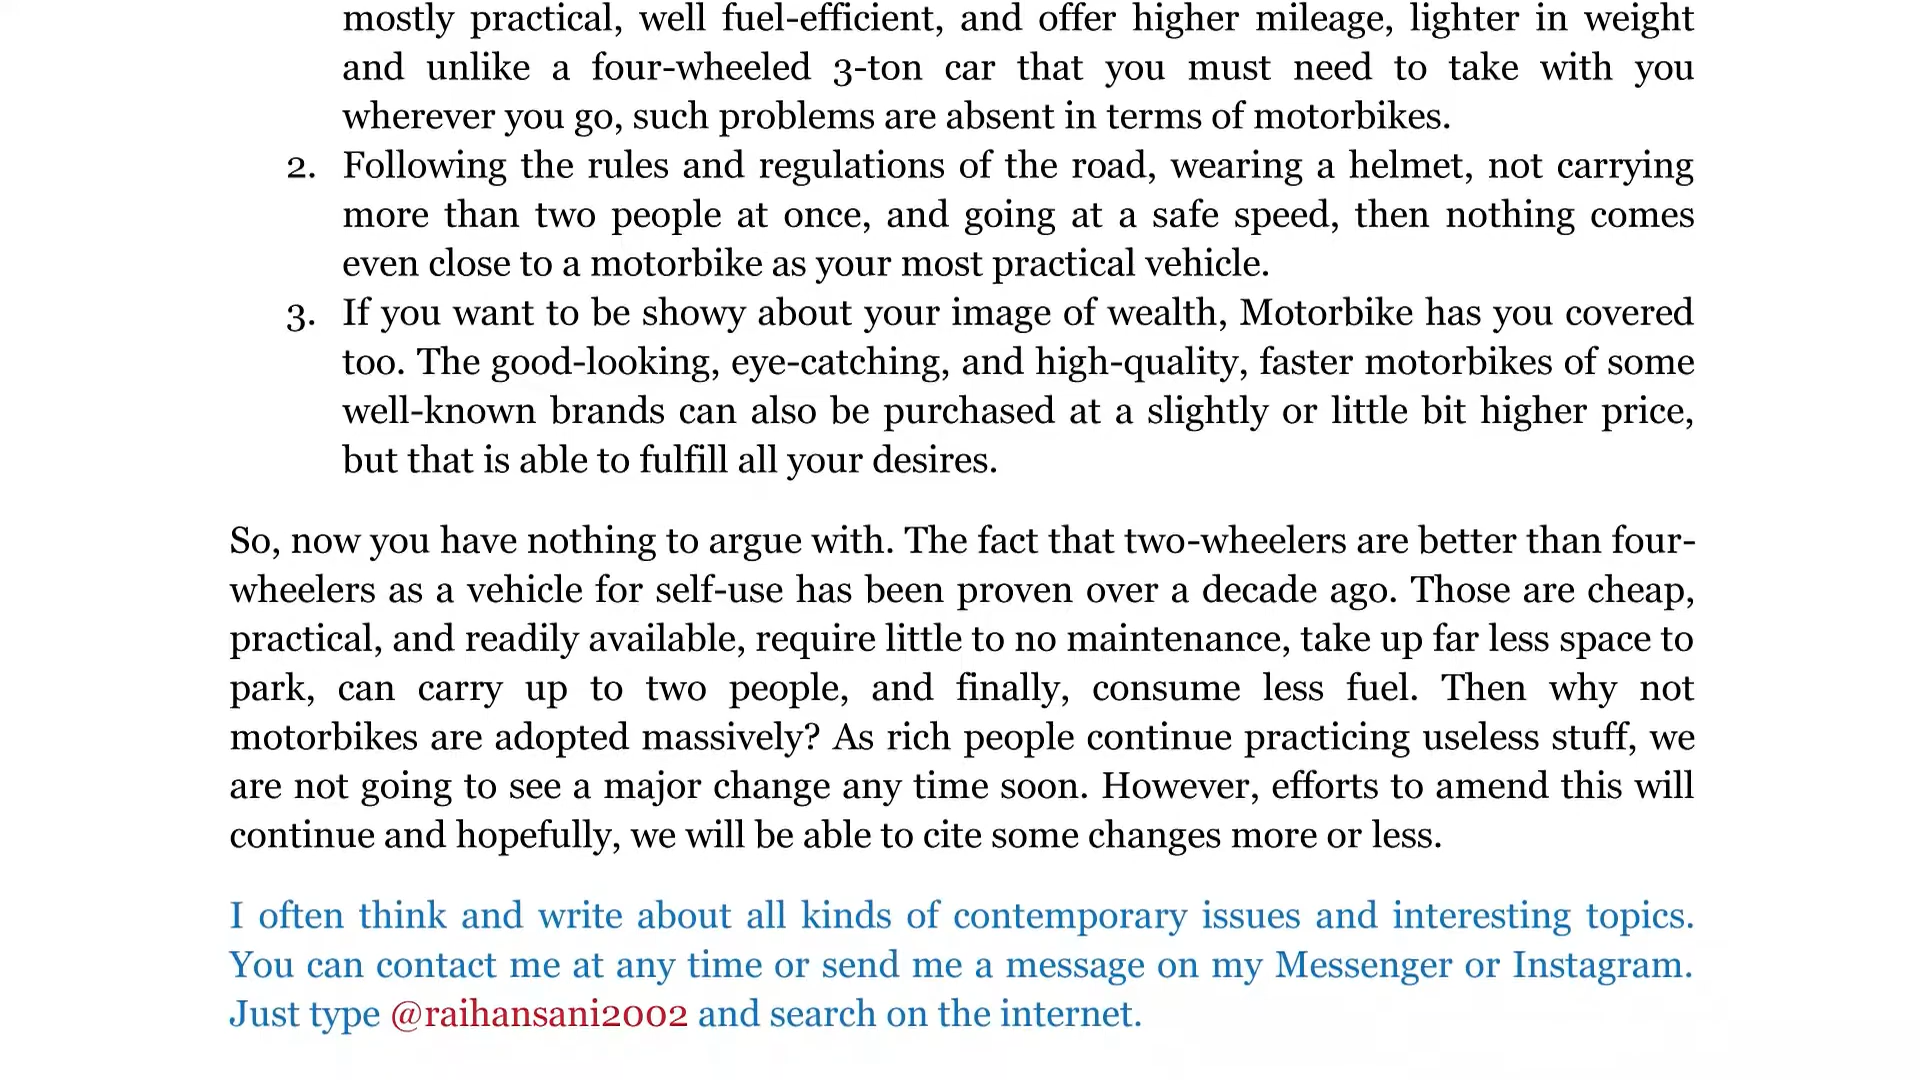 mostly practical, well fuel-efficient, and offer higher mileage, lighter in weight
and unlike a four-wheeled 3-ton car that you must need to take with you
wherever you go, such problems are absent in terms of motorbikes.
2. Following the rules and regulations of the road, wearing a helmet, not carrying
more than two people at once, and going at a safe speed, then nothing comes
even close to a motorbike as your most practical vehicle.
3. If you want to be showy about your image of wealth, Motorbike has you covered
too. The good-looking, eye-catching, and high-quality, faster motorbikes of some
well-known brands can also be purchased at a slightly or little bit higher price,
but that is able to fulfill all your desires.
So, now you have nothing to argue with. The fact that two-wheelers are better than four-
wheelers as a vehicle for self-use has been proven over a decade ago. Those are cheap,
practical, and readily available, require little to no maintenance, take up far less space to
park, can carry up to two people, and finally, consume less fuel. Then why not
motorbikes are adopted massively? As rich people continue practicing useless stuff, we
are not going to see a major change any time soon. However, efforts to amend this will
continue and hopefully, we will be able to cite some changes more or less.
I often think and write about all kinds of contemporary issues and interesting topics.
You can contact me at any time or send me a message on my Messenger or Instagram.
Just type @raihansani2002 and search on the internet.